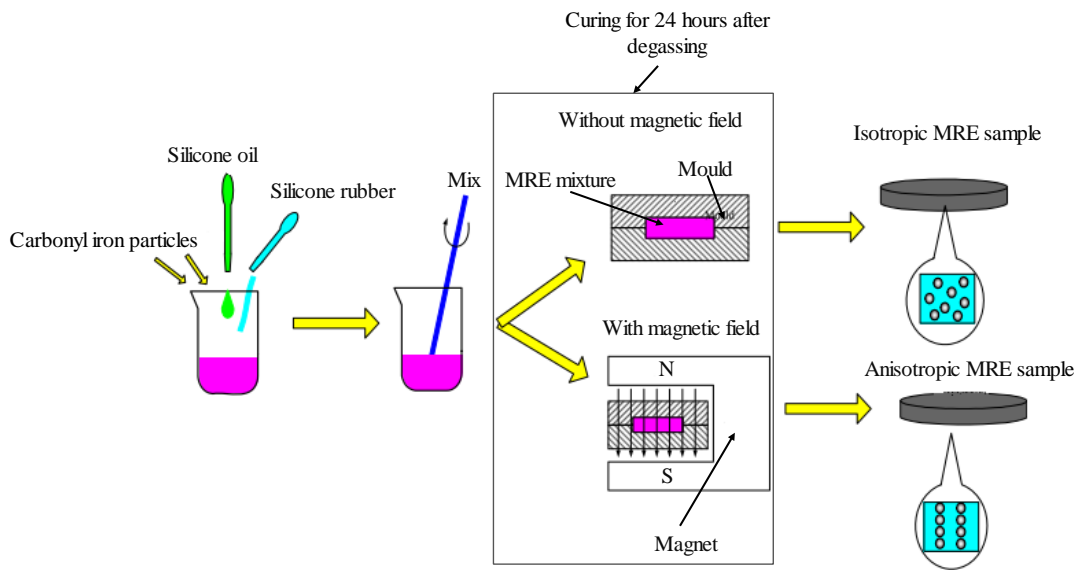 Curing for 24 hours after
degassing
Silicone oil
Silicone rubber
Carbonyl iron particles
Mix
Without magnetic field
MRE mixture
Mould
Mould
With magnetic field
N
S
Magnet
Isotropic MRE sample
Anisotropic MRE sample